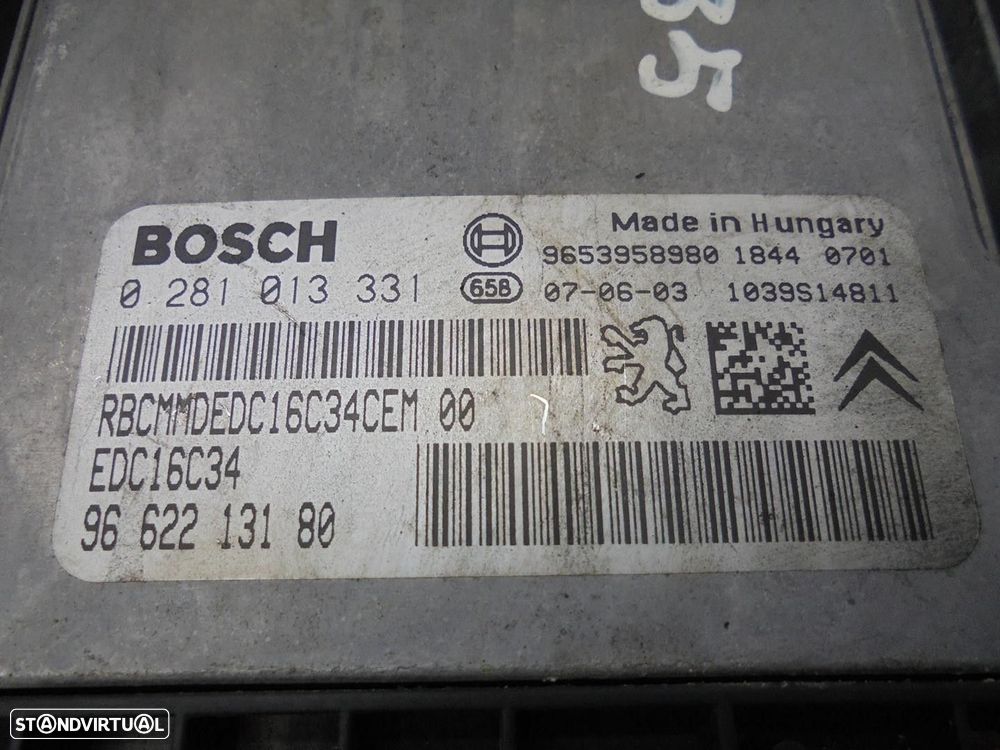 35
BOSCH
Made in Hungary
9653958980 1844 0701
0 281 013 331
658
07-06-03 1039S14811
RBCMMDEDC16C34CEM 00
EDC16C34
96 622 131 80
STANDVIRTUAL